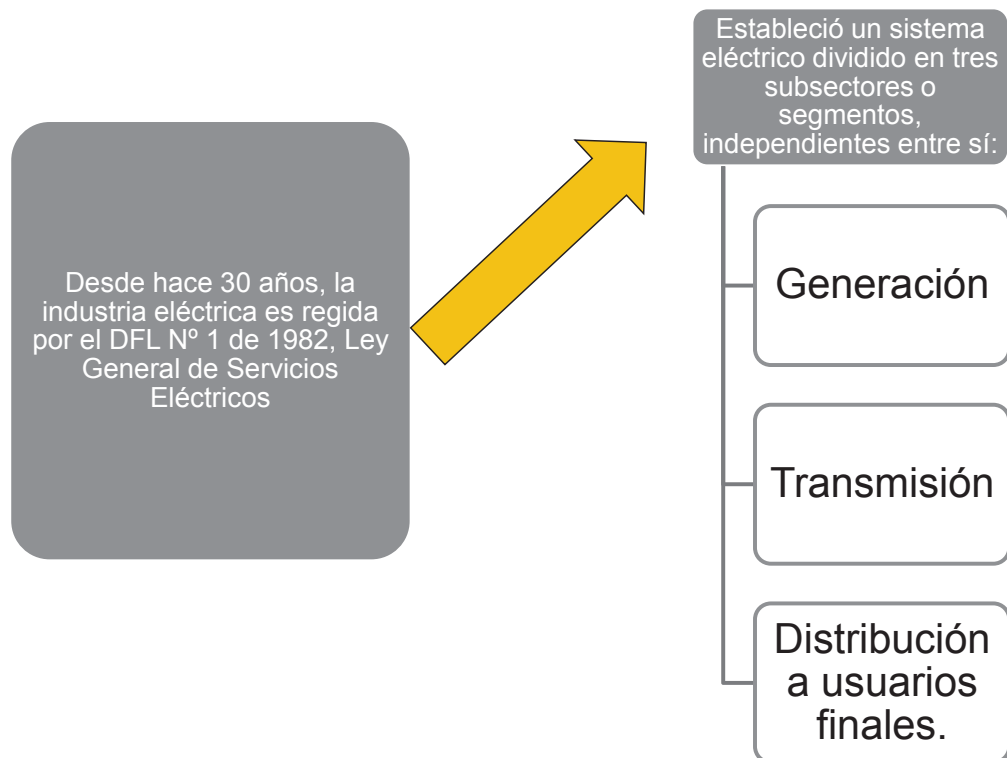 Desde hace 30 años, la
industria eléctrica es regida
por el DFL Nº 1 de 1982, Ley
General de Servicios
Eléctricos
Estableció un sistema
eléctrico dividido en tres
subsectores o
segmentos,
independientes entre sí:
Generación
Transmisión
Distribución
a usuarios
finales.